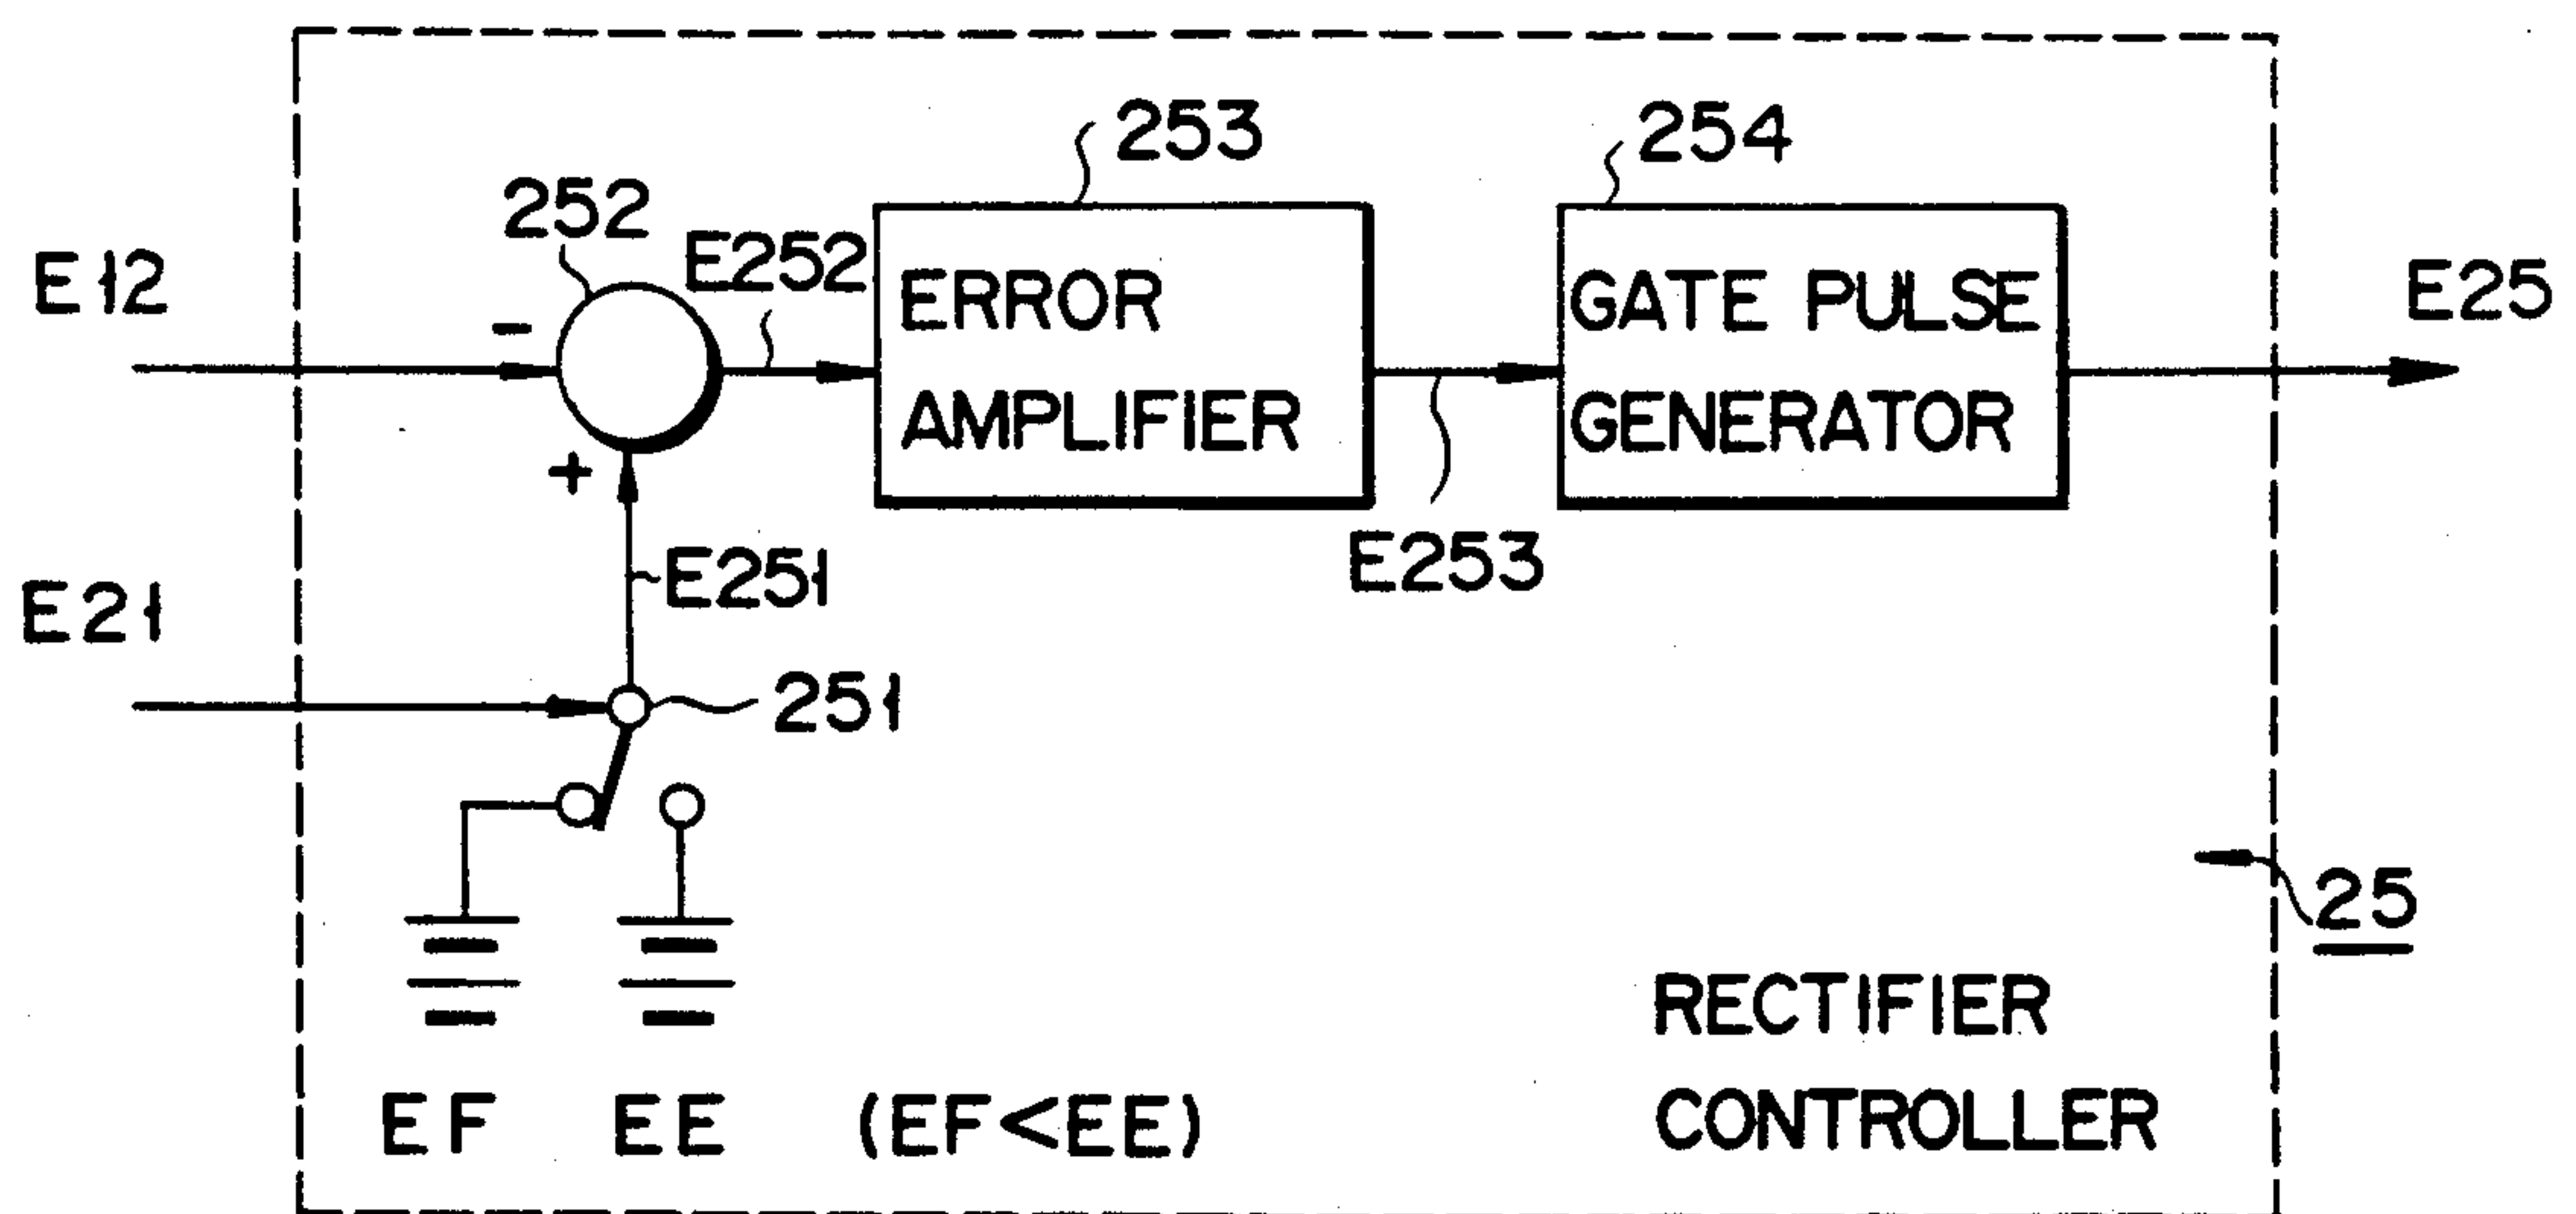 253
254
252
E252
E12
-
ERROR
AMPLIFIER
GATE PULSE
GENERATOR
E25
+
E253
E251
E21
251
25
RECTIFIER
CONTROLLER
EF EE (EF<EE)